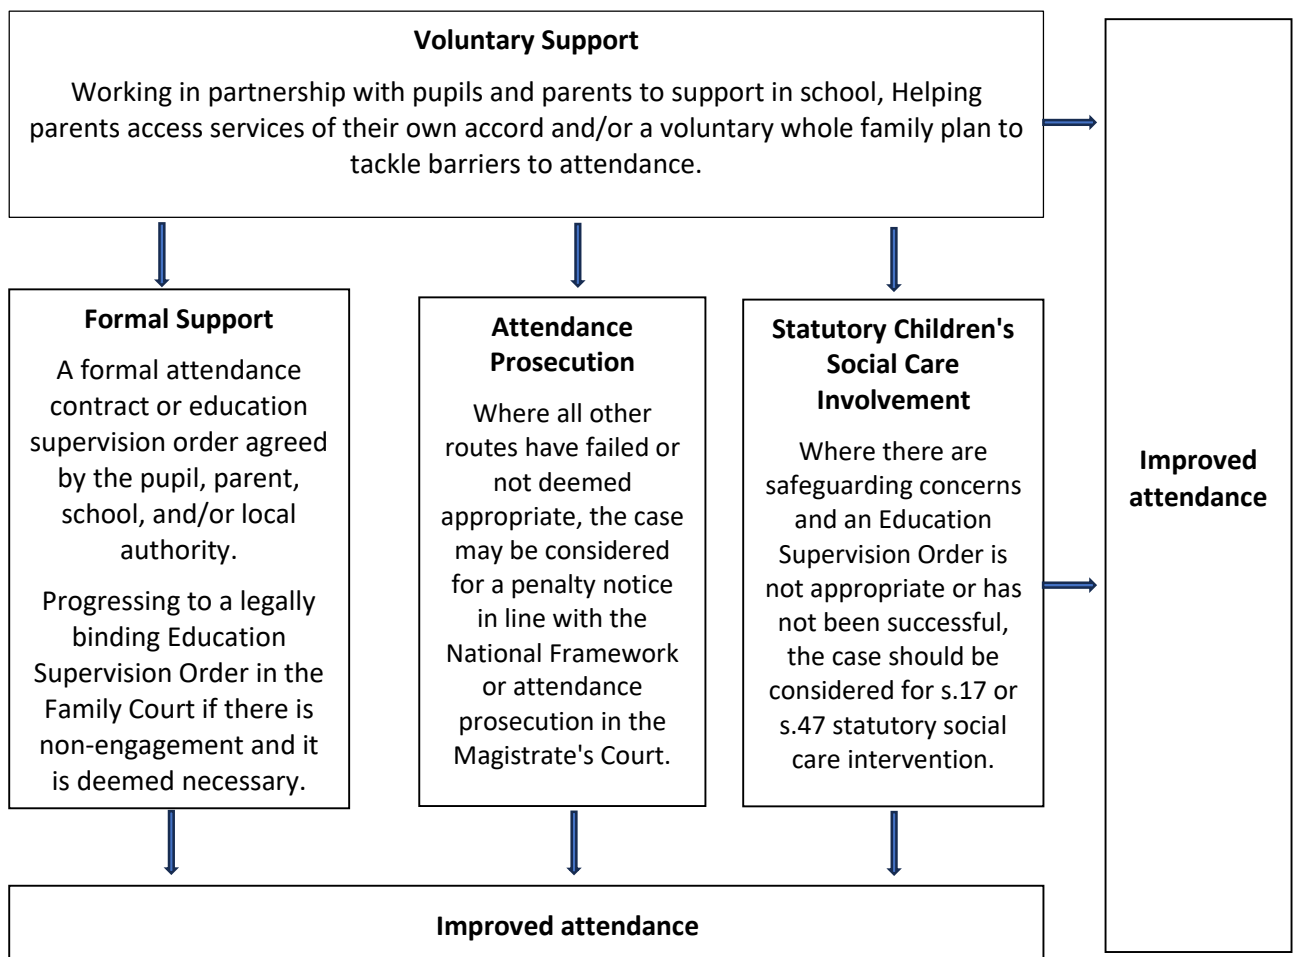 Voluntary Support
Working in partnership with pupils and parents to support in school, Helping
parents access services of their own accord and/or a voluntary whole family plan to
tackle barriers to attendance.
Formal Support
A formal attendance
contract or education
supervision order agreed
by the pupil, parent,
school, and/or local
authority.
Progressing to a legally
binding Education
Supervision Order in the
Family Court if there is
non-engagement and it
is deemed necessary.
Attendance
Prosecution
Where all other
routes have failed or
not deemed
appropriate, the case
may be considered
for a penalty notice
in line with the
National Framework
or attendance
prosecution in the
Magistrate's Court.
Statutory Children's
Social Care
Involvement
Where there are
safeguarding concerns
and an Education
Supervision Order is
not appropriate or has
not been successful,
the case should be
considered for s.17 or
s.47 statutory social
care intervention.
Improved
attendance
Improved attendance